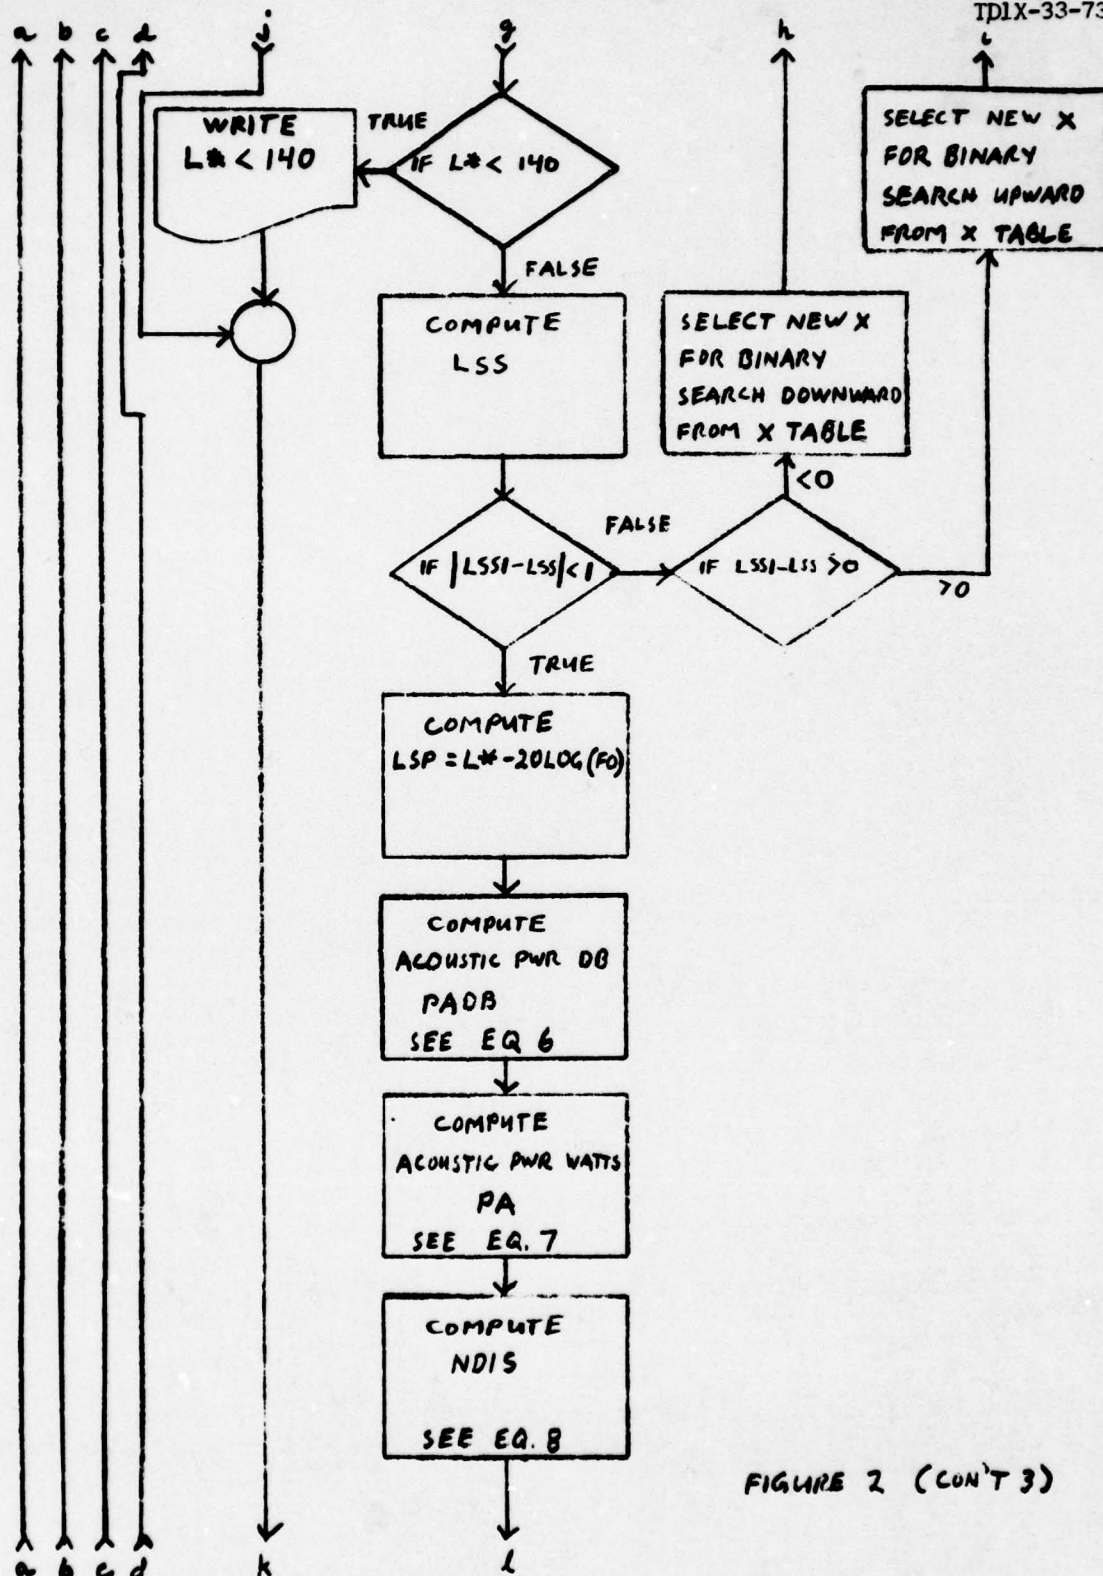 TD1X-33-73
a b c d j g h i
WRITE
L* < 140
TRUE
IF L* < 140
FALSE
SELECT NEW X
FOR BINARY
SEARCH UPWARD
FROM X TABLE
COMPUTE
LSS
SELECT NEW X
FOR BINARY
SEARCH DOWNWARD
FROM X TABLE
<0
IF |LSS1-LSS|<1
FALSE
IF LSS1-LSS >0
>0
TRUE
COMPUTE
LSP = L* -20LOG(FO)
COMPUTE
ACOUSTIC PWR DB
PADB
SEE EQ 6
COMPUTE
ACOUSTIC PWR WATTS
PA
SEE EQ. 7
COMPUTE
NDIS
SEE EQ. 8
FIGURE 2 (CON'T 3)
a b c d k l